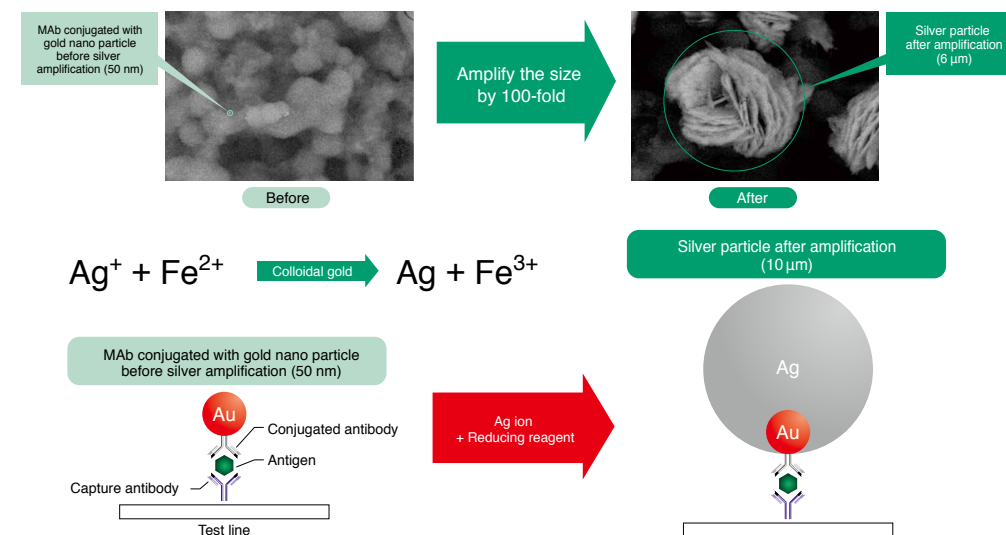 MAb conjugated with
gold nano particle
before silver
amplification (50 nm)
Amplify the size
by 100-fold
Silver particle
after amplification
(6 μm)
Before
After
Ag⁺ + Fe²⁺
Colloidal gold
Ag + Fe³⁺
Silver particle after amplification
(10 μm)
MAb conjugated with gold nano particle
before silver amplification (50 nm)
Au
Conjugated antibody
Antigen
Capture antibody
Test line
Ag ion
+ Reducing reagent
Ag
Au